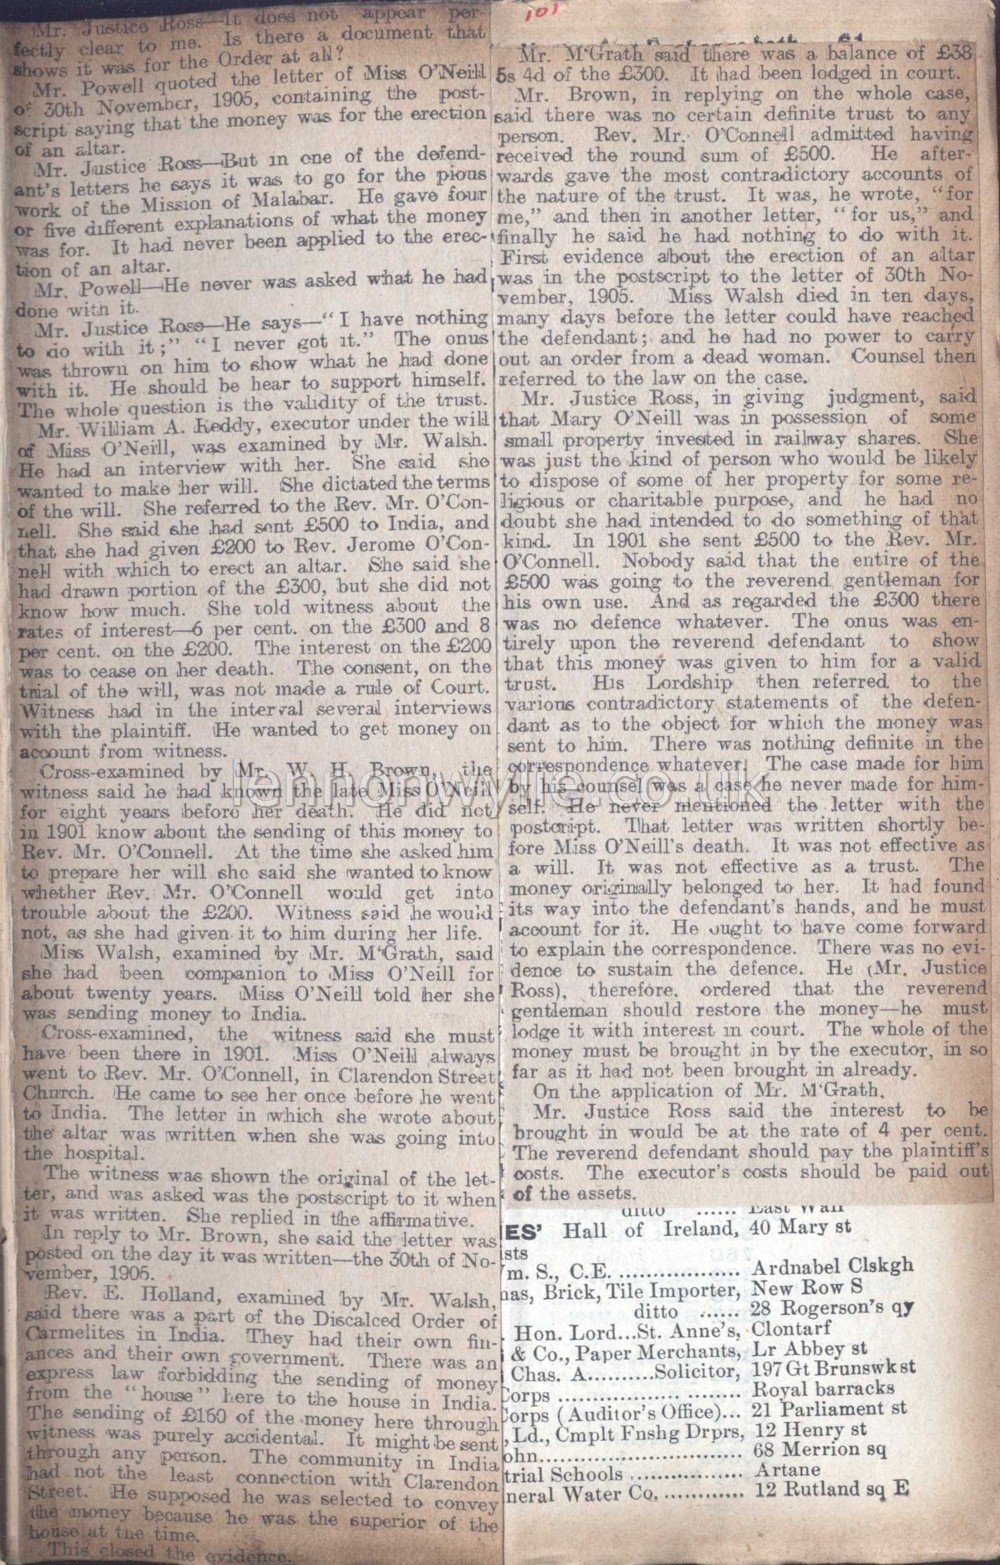 101
Mr. Justice Ross—It does not appear per-
fectly clear to me. Is there a document that
shows it was for the Order at all?
Mr. Powell quoted the letter of Miss O'Neill
of 30th November, 1905, containing the post-
script saying that the money was for the erection
of an altar.
Mr. Justice Ross—But in one of the defend-
ant's letters he says it was to go for the pious
work of the Mission of Malabar. He gave four
or five different explanations of what the money
was for. It had never been applied to the erec-
tion of an altar.
Mr. Powell—He never was asked what he had
done with it.
Mr. Justice Ross—He says—"I have nothing
to do with it;" "I never got it." The onus
was thrown on him to show what he had done
with it. He should be hear to support himself.
The whole question is the validity of the trust.
Mr. William A. Reddy, executor under the will
of Miss O'Neill, was examined by Mr. Walsh.
He had an interview with her. She said she
wanted to make her will. She dictated the terms
of the will. She referred to the Rev. Mr. O'Con-
nell. She said she had sent £500 to India, and
that she had given £200 to Rev. Jerome O'Con-
nell with which to erect an altar. She said she
had drawn portion of the £300, but she did not
know how much. She told witness about the
rates of interest—6 per cent. on the £300 and 8
per cent. on the £200. The interest on the £200
was to cease on her death. The consent, on the
trial of the will, was not made a rule of Court.
Witness had in the interval several interviews
with the plaintiff. He wanted to get money on
account from witness.
Cross-examined by Mr. W. H. Brown, the
witness said he had known the late Miss O'Neill
for eight years before her death. He did not
in 1901 know about the sending of this money to
Rev. Mr. O'Connell. At the time she asked him
to prepare her will she said she wanted to know
whether Rev. Mr. O'Connell would get into
trouble about the £200. Witness said he would
not, as she had given it to him during her life.
Miss Walsh, examined by Mr. M'Grath, said
she had been companion to Miss O'Neill for
about twenty years. Miss O'Neill told her she
was sending money to India.
Cross-examined, the witness said she must
have been there in 1901. Miss O'Neill always
went to Rev. Mr. O'Connell, in Clarendon Street
Church. He came to see her once before he went
to India. The letter in which she wrote about
the altar was written when she was going into
the hospital.
The witness was shown the original of the let-
ter, and was asked was the postscript to it when
it was written. She replied in the affirmative.
In reply to Mr. Brown, she said the letter was
posted on the day it was written—the 30th of No-
vember, 1905.
Rev. E. Holland, examined by Mr. Walsh,
said there was a part of the Discalced Order of
Carmelites in India. They had their own fin-
ances and their own government. There was an
express law forbidding the sending of money
from the "house" here to the house in India.
The sending of £160 of the money here through
witness was purely accidental. It might be sent
through any person. The community in India
had not the least connection with Clarendon
Street. He supposed he was selected to convey
the money because he was the superior of the
house at the time.
This closed the evidence.
Mr. M'Grath said there was a balance of £38
5s 4d of the £300. It had been lodged in court.
Mr. Brown, in replying on the whole case,
said there was no certain definite trust to any
person. Rev. Mr. O'Connell admitted having
received the round sum of £500. He after-
wards gave the most contradictory accounts of
the nature of the trust. It was, he wrote, "for
me," and then in another letter, "for us," and
finally he said he had nothing to do with it.
First evidence about the erection of an altar
was in the postscript to the letter of 30th No-
vember, 1905. Miss Walsh died in ten days,
many days before the letter could have reached
the defendant; and he had no power to carry
out an order from a dead woman. Counsel then
referred to the law on the case.
Mr. Justice Ross, in giving judgment, said
that Mary O'Neill was in possession of some
small property invested in railway shares. She
was just the kind of person who would be likely
to dispose of some of her property for some re-
ligious or charitable purpose, and he had no
doubt she had intended to do something of that
kind. In 1901 she sent £500 to the Rev. Mr.
O'Connell. Nobody said that the entire of the
£500 was going to the reverend gentleman for
his own use. And as regarded the £300 there
was no defence whatever. The onus was en-
tirely upon the reverend defendant to show
that this money was given to him for a valid
trust. His Lordship then referred to the
various contradictory statements of the defen-
dant as to the object for which the money was
sent to him. There was nothing definite in the
correspondence whatever. The case made for him
by his counsel was a case he never made for him-
self. He never mentioned the letter with the
postcript. That letter was written shortly be-
fore Miss O'Neill's death. It was not effective as
a will. It was not effective as a trust. The
money originally belonged to her. It had found
its way into the defendant's hands, and he must
account for it. He ought to have come forward
to explain the correspondence. There was no evi-
dence to sustain the defence. He (Mr. Justice
Ross), therefore, ordered that the reverend
gentleman should restore the money—he must
lodge it with interest in court. The whole of the
money must be brought in by the executor, in so
far as it had not been brought in already.
On the application of Mr. M'Grath,
Mr. Justice Ross said the interest to be
brought in would be at the rate of 4 per cent.
The reverend defendant should pay the plaintiff's
costs. The executor's costs should be paid out
of the assets.
ditto ...... East Wall
ES' Hall of Ireland, 40 Mary st
sts
m. S., C.E. .................. Ardnabel Clskgh
nas, Brick, Tile Importer, New Row S
ditto ...... 28 Rogerson's qy
Hon. Lord...St. Anne's, Clontarf
& Co., Paper Merchants, Lr Abbey st
Chas. A..........Solicitor, 197 Gt Brunswk st
Corps .......................... Royal barracks
Corps (Auditor's Office)... 21 Parliament st
, Ld., Cmplt Fnshg Drprs, 12 Henry st
ohn.............................. 68 Merrion sq
trial Schools ................ Artane
neral Water Co. ............ 12 Rutland sq E
lennonwylie.co.uk